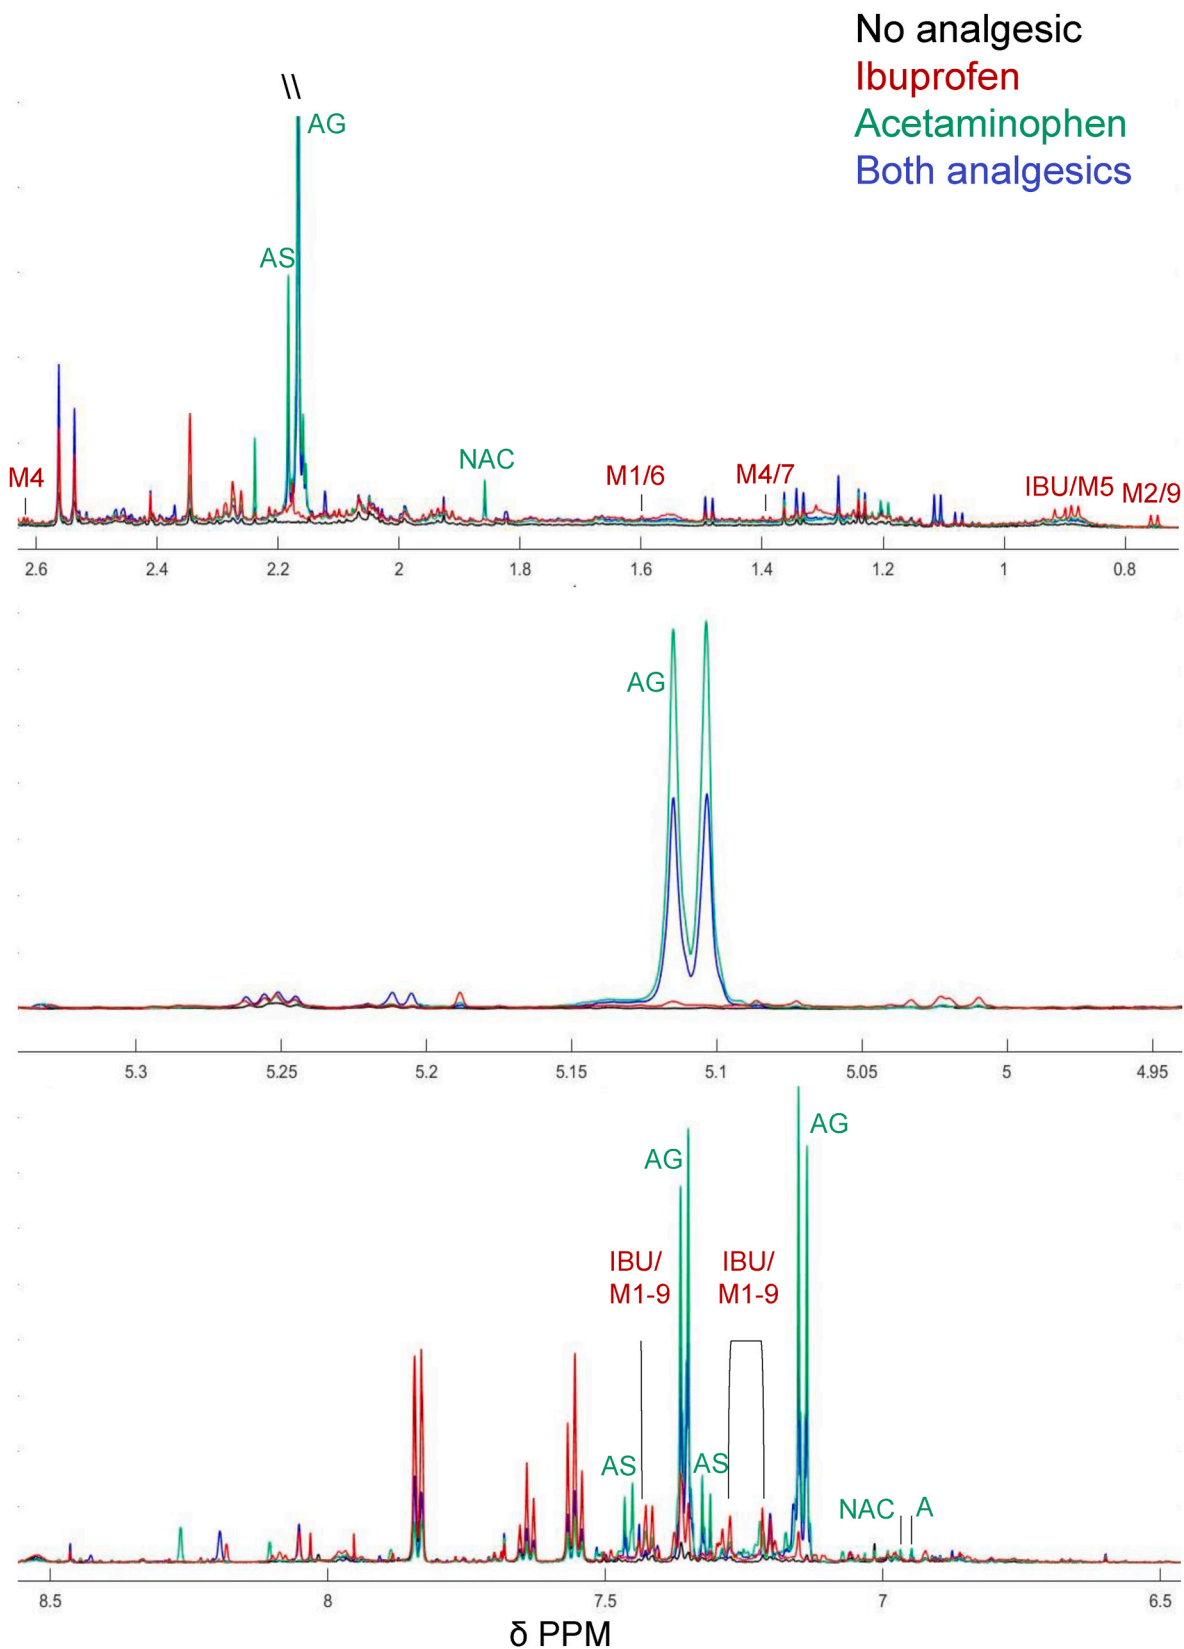 No analgesic
Ibuprofen
Acetaminophen
Both analgesics
\\
AG
AS
NAC
M4
M1/6
M4/7
IBU/M5
M2/9
2.6 2.4 2.2 2 1.8 1.6 1.4 1.2 1 0.8
AG
5.3 5.25 5.2 5.15 5.1 5.05 5 4.95
AG
AG
IBU/
M1-9
IBU/
M1-9
AS
AS
NAC
A
8.5 8 7.5 7 6.5
δ PPM